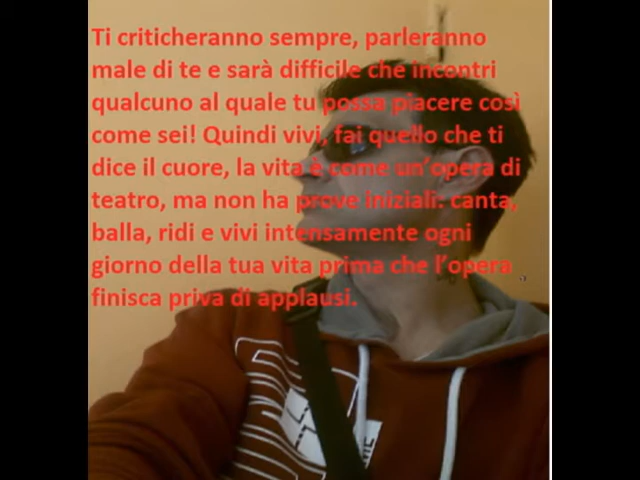 Ti criticheranno sempre, parleranno
male di te e sarà difficile che incontri
qualcuno al quale tu possa piacere così
come sei! Quindi vivi, fai quello che ti
dice il cuore, la vita è come un'opera di
teatro, ma non ha prove iniziali: canta,
balla, ridi e vivi intensamente ogni
giorno della tua vita prima che l'opera
finisca priva di applausi.